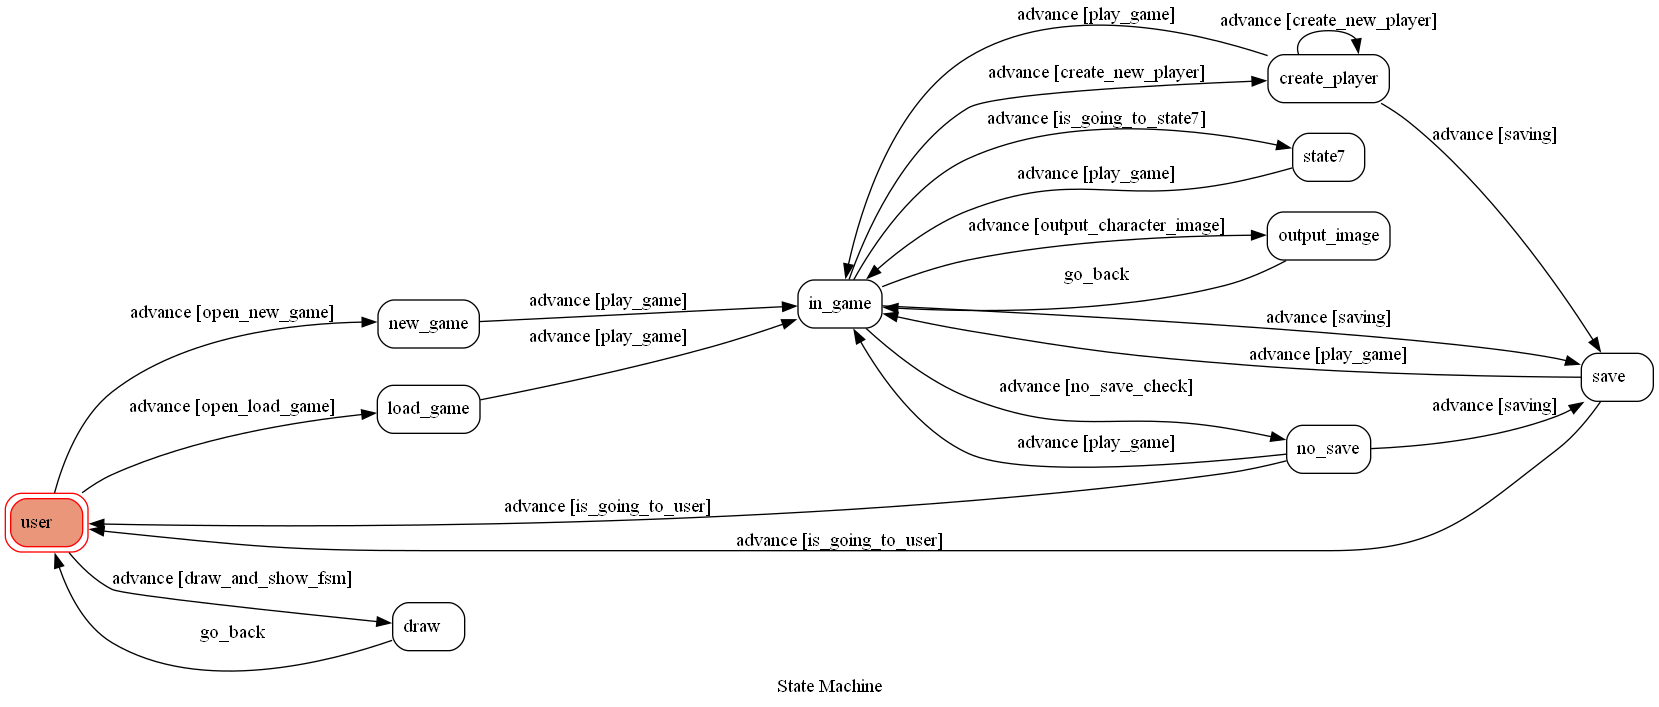 advance [play_game]
advance [create_new_player]
advance [create_new_player]
create_player
advance [is_going_to_state7]
advance [saving]
state7
advance [play_game]
advance [output_character_image]
output_image
go_back
advance [open_new_game]
new_game
advance [play_game]
in_game
advance [saving]
advance [play_game]
advance [play_game]
save
advance [no_save_check]
advance [open_load_game]
load_game
advance [saving]
advance [play_game]
no_save
advance [is_going_to_user]
user
advance [is_going_to_user]
advance [draw_and_show_fsm]
draw
go_back
State Machine